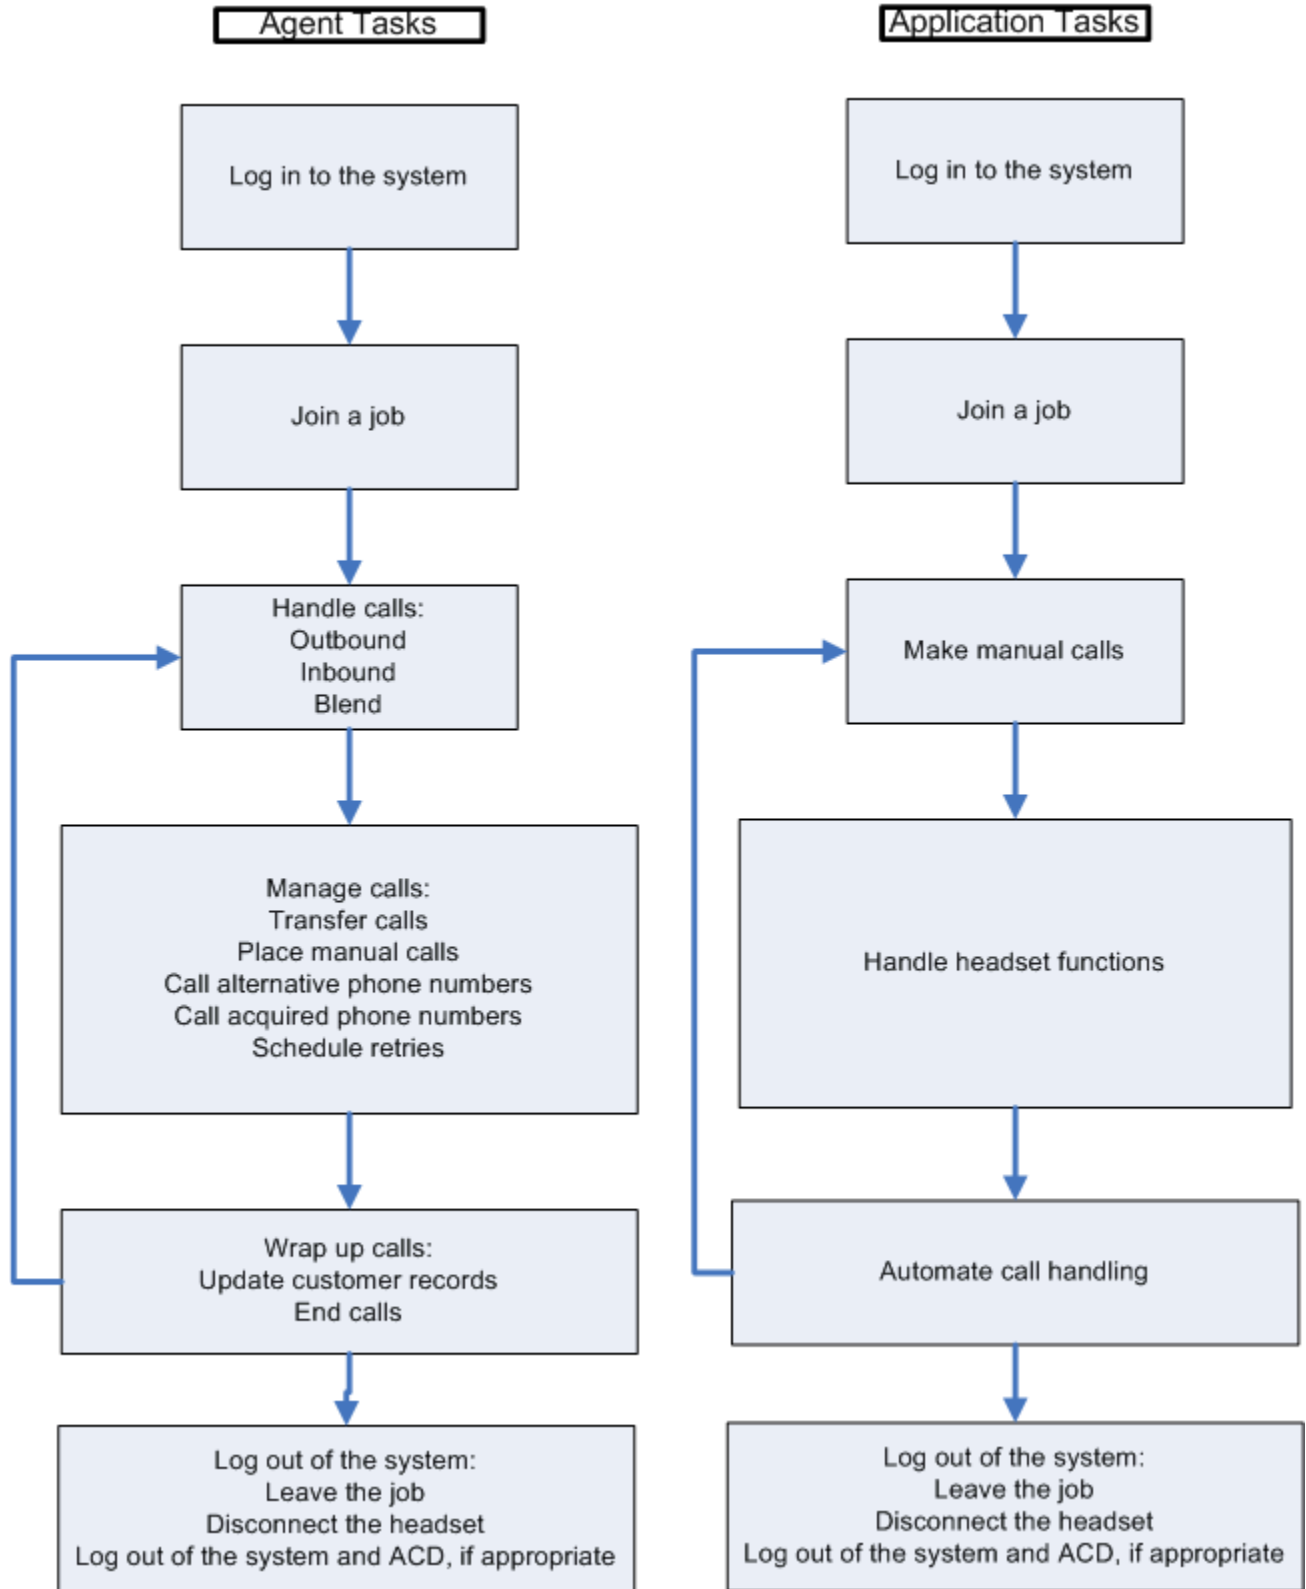 Agent Tasks
Log in to the system
Join a job
Handle calls:
Outbound
Inbound
Blend
Manage calls:
Transfer calls
Place manual calls
Call alternative phone numbers
Call acquired phone numbers
Schedule retries
Wrap up calls:
Update customer records
End calls
Log out of the system:
Leave the job
Disconnect the headset
Log out of the system and ACD, if appropriate
Application Tasks
Log in to the system
Join a job
Make manual calls
Handle headset functions
Automate call handling
Log out of the system:
Leave the job
Disconnect the headset
Log out of the system and ACD, if appropriate